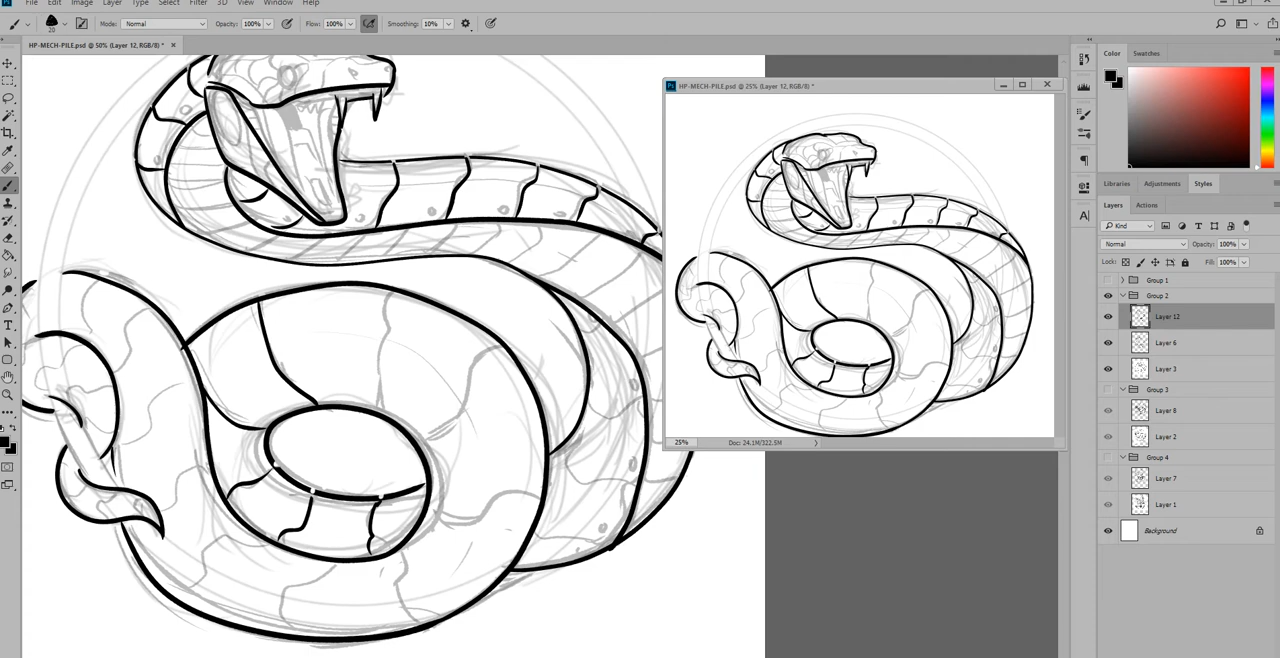 File Edit Image Layer Type Select Filter 3D View Window Help
20 Mode: Normal Opacity: 100% Flow: 100% Smoothing: 10%
HP-MECH-PILE.psd @ 50% (Layer 12, RGB/8) * ×
HP-MECH-PILE.psd @ 25% (Layer 12, RGB/8) *
25% Doc: 24.1M/322.5M
Color Swatches
Libraries Adjustments Styles
Layers Actions
Kind
Normal Opacity: 100%
Lock: Fill: 100%
Group 1
Group 2
Layer 12
Layer 6
Layer 3
Group 3
Layer 8
Layer 2
Group 4
Layer 7
Layer 1
Background